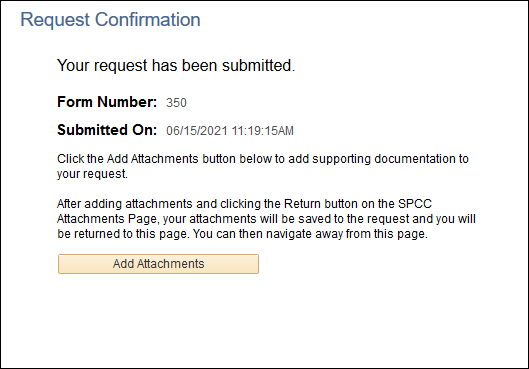 Request Confirmation
Your request has been submitted.
Form Number: 350
Submitted On: 06/15/2021 11:19:15AM
Click the Add Attachments button below to add supporting documentation to
your request.
After adding attachments and clicking the Return button on the SPCC
Attachments Page, your attachments will be saved to the request and you will
be returned to this page. You can then navigate away from this page.
Add Attachments